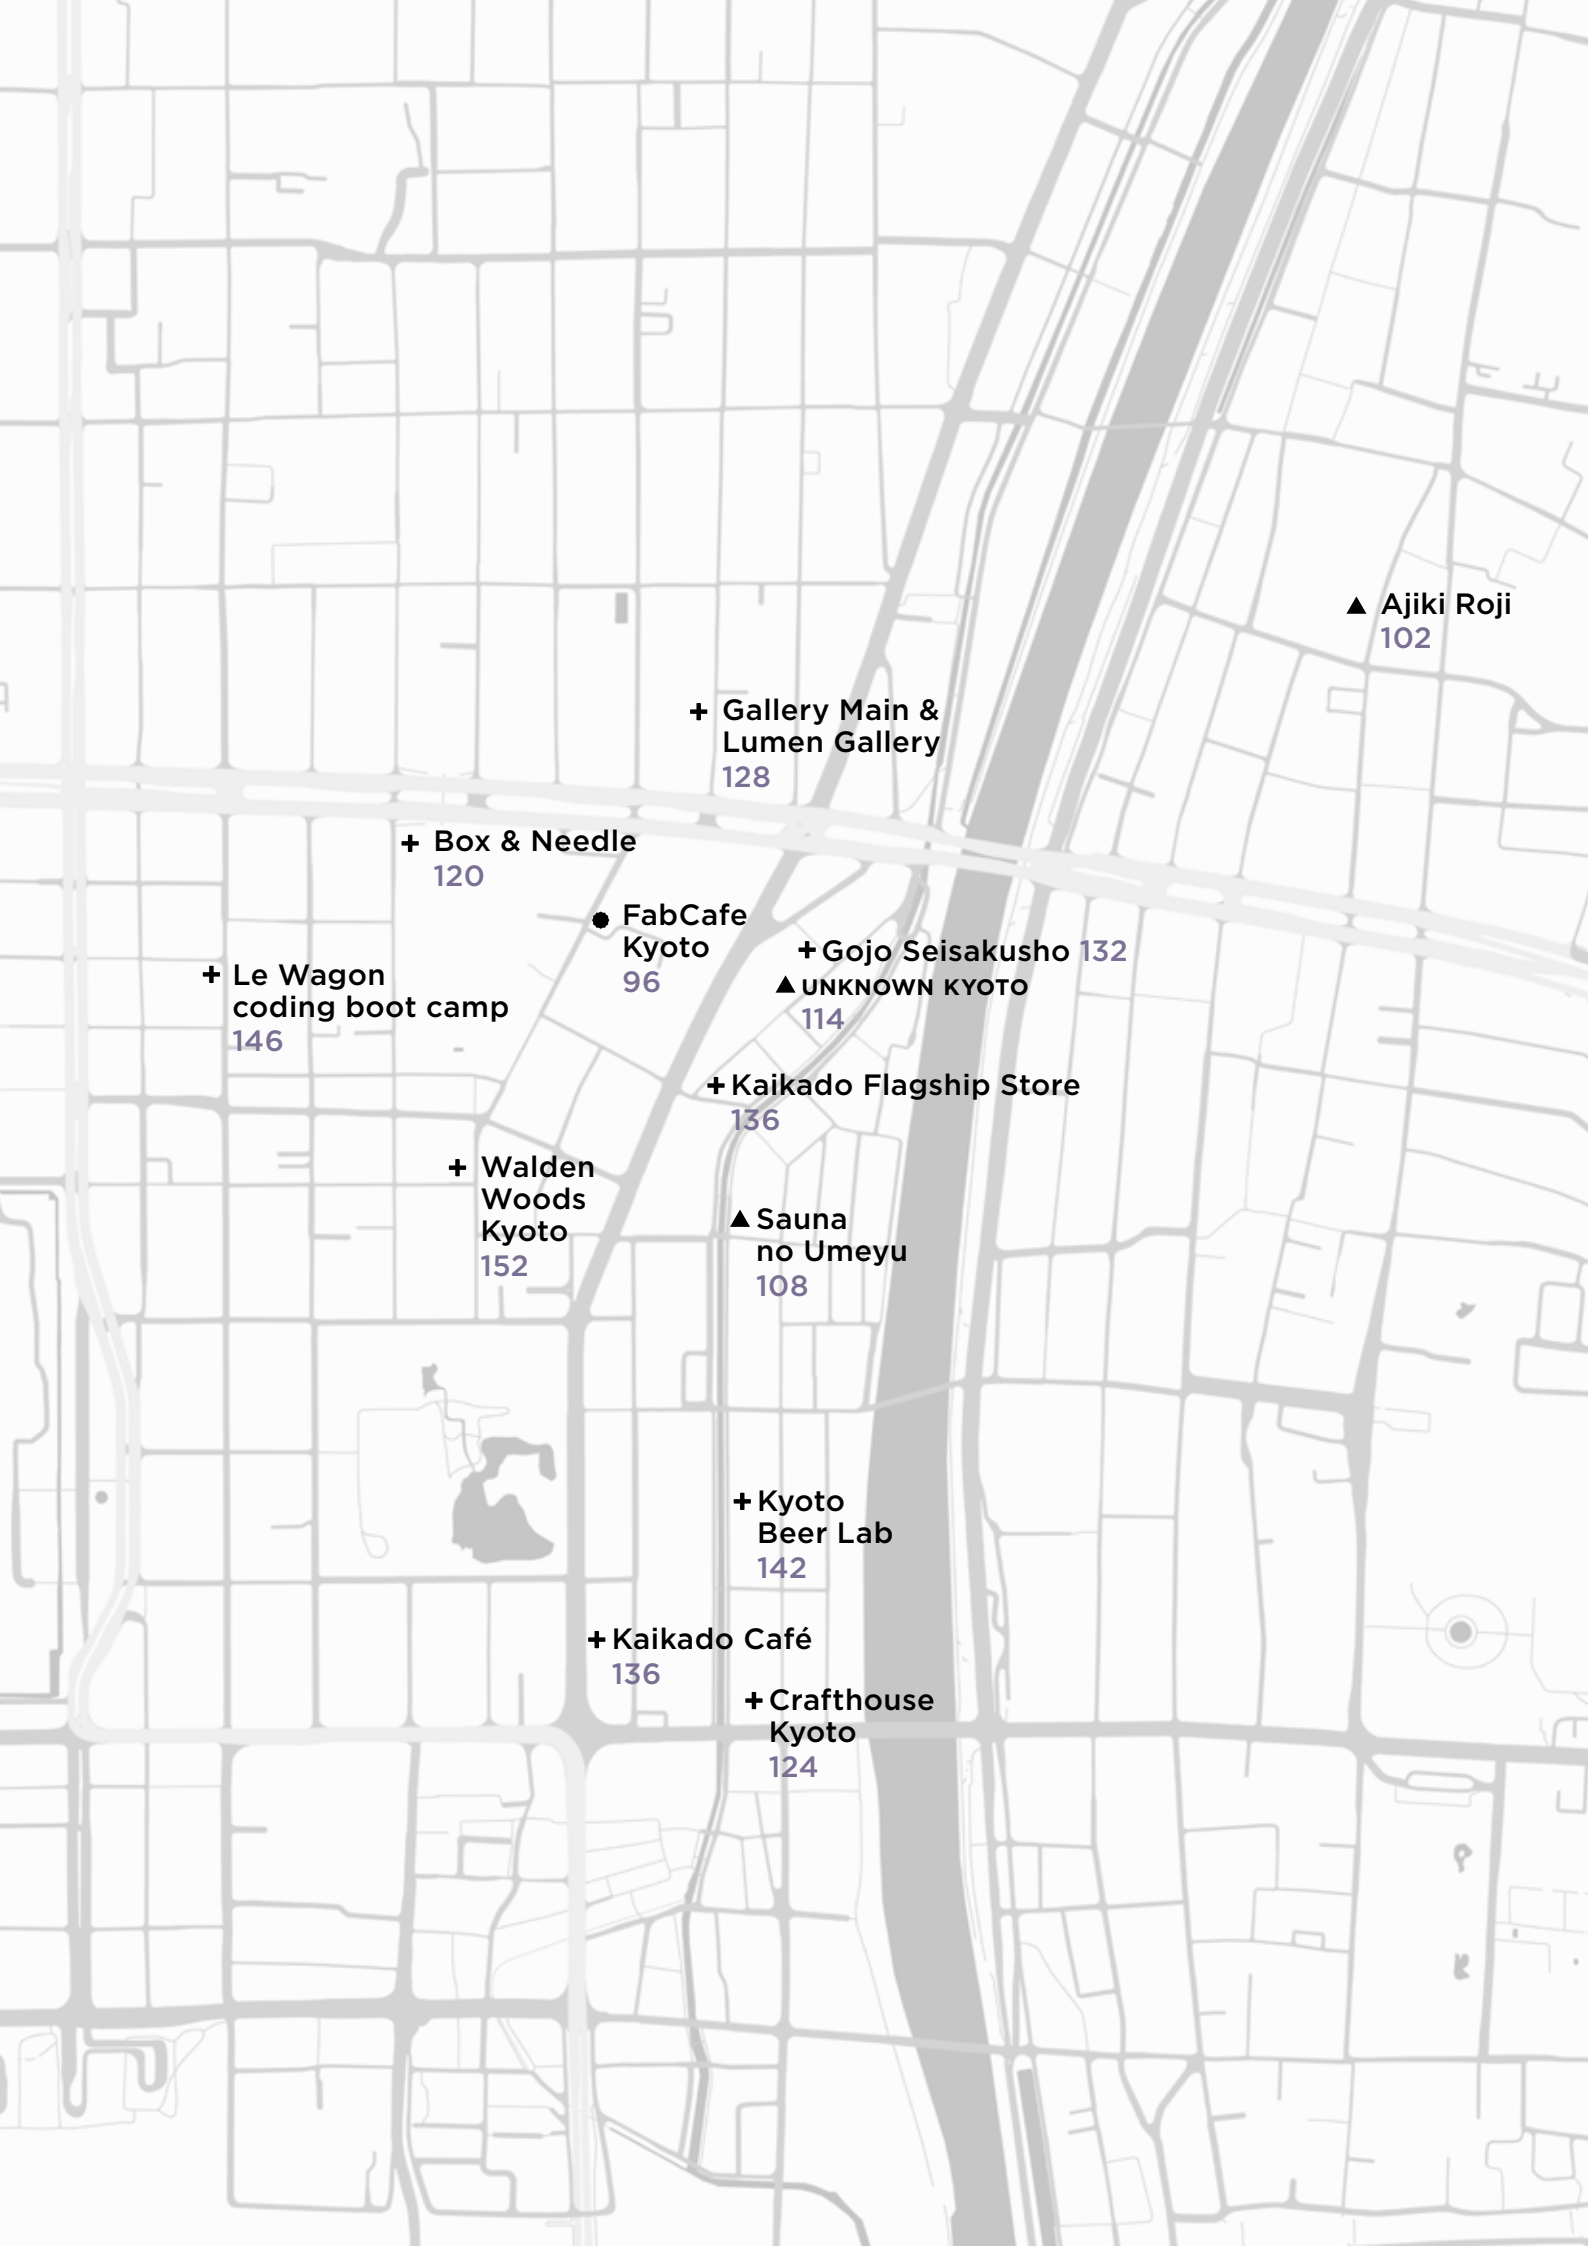 Ajiki Roji
102
Gallery Main &
Lumen Gallery
128
Box & Needle
120
FabCafe
Kyoto
96
Gojo Seisakusho 132
UNKNOWN KYOTO
114
Le Wagon
coding boot camp
146
Kaikado Flagship Store
136
Walden
Woods
Kyoto
152
Sauna
no Umeyu
108
Kyoto
Beer Lab
142
Kaikado Café
136
Crafthouse
Kyoto
124